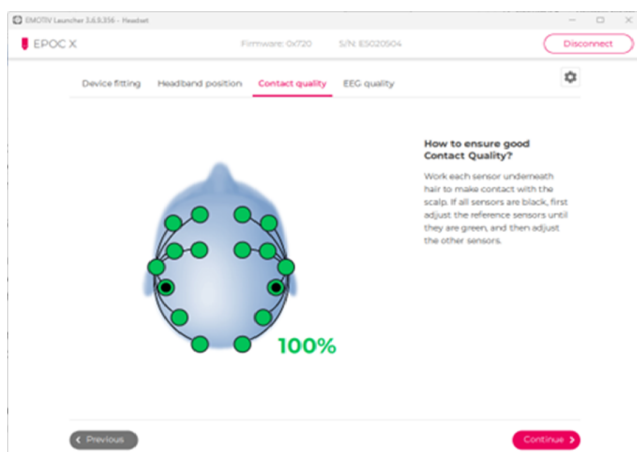 EMOTIV Launcher 3.6.9.356 - Headset
EPOC X
Firmware: 0x720
S/N: E5020504
Disconnect
Device fitting
Headband position
Contact quality
EEG quality
How to ensure good
Contact Quality?
Work each sensor underneath
hair to make contact with the
scalp. If all sensors are black, first
adjust the reference sensors until
they are green, and then adjust
the other sensors.
100%
Previous
Continue